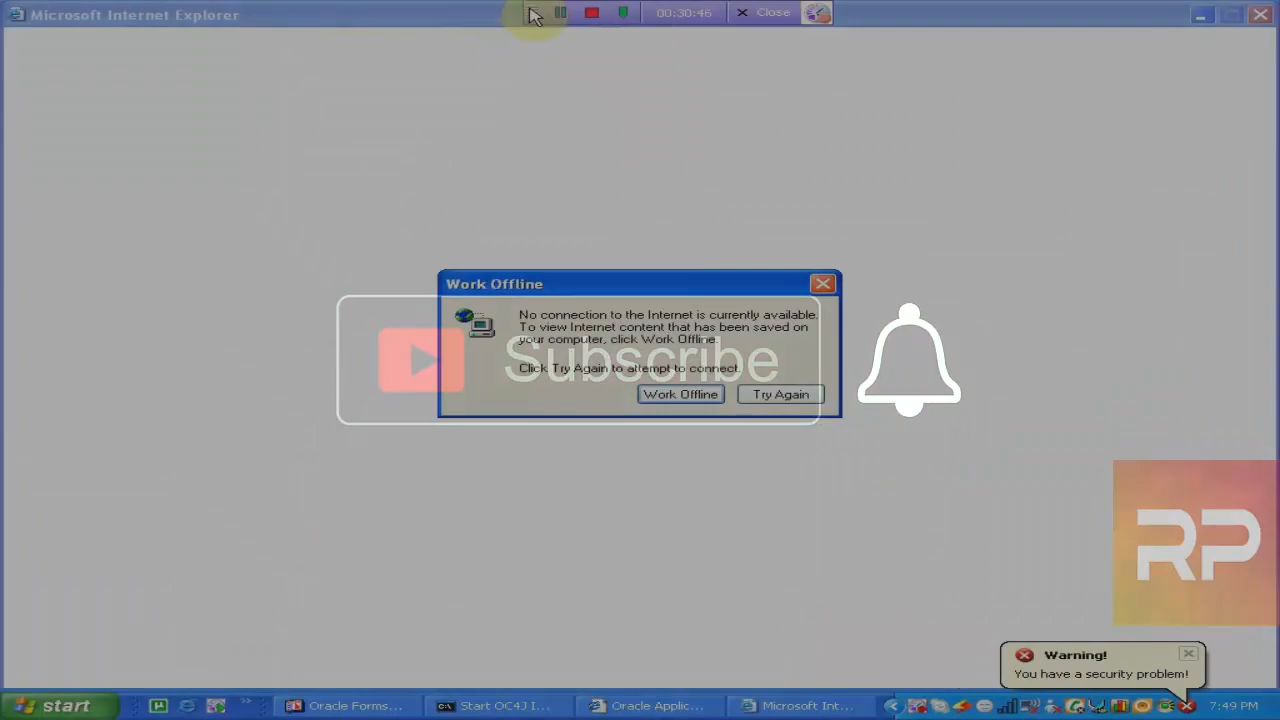 Microsoft Internet Explorer
00:30:46
Close
Work Offline
No connection to the Internet is currently available.
To view Internet content that has been saved on
your computer, click Work Offline.
Click Try Again to attempt to connect.
Work Offline
Try Again
Subscribe
RP
Warning!
You have a security problem!
start
Oracle Forms...
Start OC4J I...
Oracle Applic...
Microsoft Int...
7:49 PM